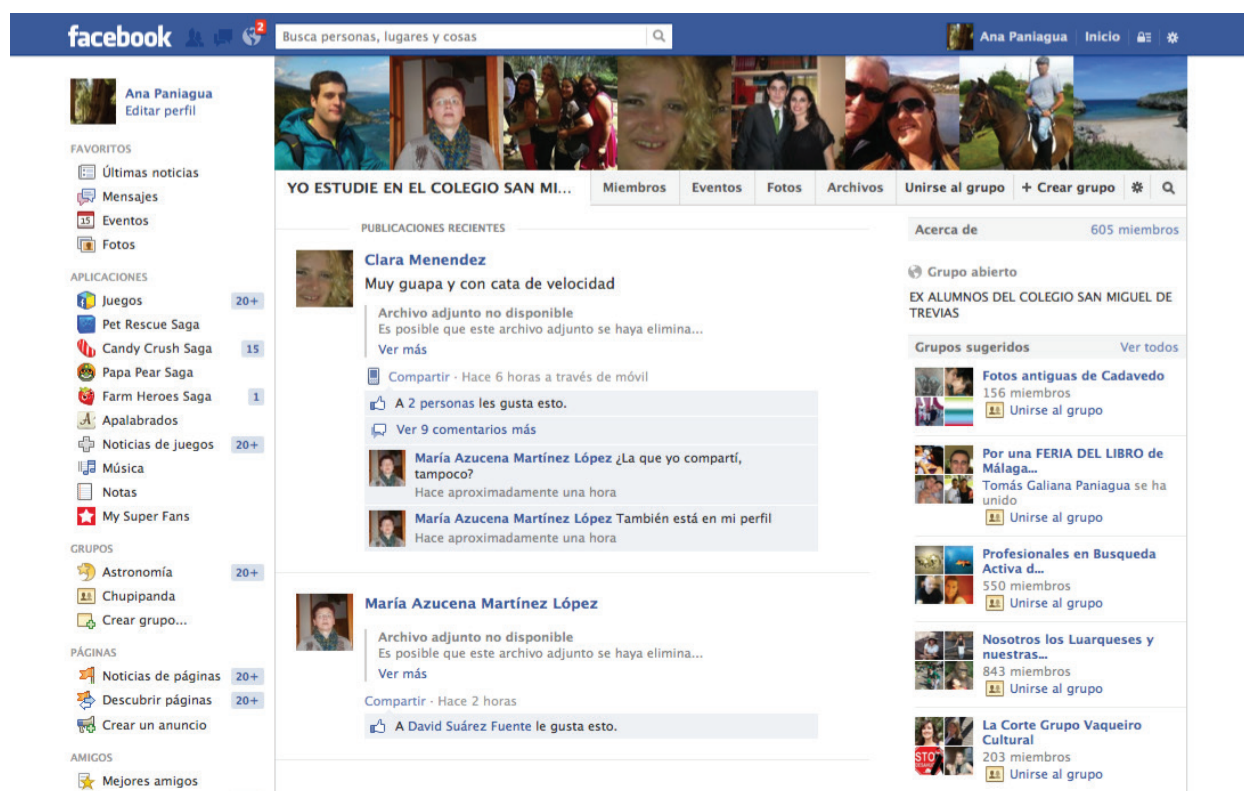 facebook
2
Busca personas, lugares y cosas
Ana Paniagua
Inicio
Ana Paniagua
Editar perfil
FAVORITOS
Últimas noticias
Mensajes
15 Eventos
Fotos
APLICACIONES
Juegos 20+
Pet Rescue Saga
Candy Crush Saga 15
Papa Pear Saga
Farm Heroes Saga 1
Apalabrados
Noticias de juegos 20+
Música
Notas
My Super Fans
GRUPOS
Astronomía 20+
Chupipanda
Crear grupo...
PÁGINAS
Noticias de páginas 20+
Descubrir páginas 20+
Crear un anuncio
AMIGOS
Mejores amigos
YO ESTUDIE EN EL COLEGIO SAN MI...
Miembros
Eventos
Fotos
Archivos
Unirse al grupo
+ Crear grupo
PUBLICACIONES RECIENTES
Clara Menendez
Muy guapa y con cata de velocidad
Archivo adjunto no disponible
Es posible que este archivo adjunto se haya elimina...
Ver más
Compartir · Hace 6 horas a través de móvil
A 2 personas les gusta esto.
Ver 9 comentarios más
María Azucena Martínez López ¿La que yo compartí,
tampoco?
Hace aproximadamente una hora
María Azucena Martínez López También está en mi perfil
Hace aproximadamente una hora
María Azucena Martínez López
Archivo adjunto no disponible
Es posible que este archivo adjunto se haya elimina...
Ver más
Compartir · Hace 2 horas
A David Suárez Fuente le gusta esto.
Acerca de 605 miembros
Grupo abierto
EX ALUMNOS DEL COLEGIO SAN MIGUEL DE
TREVIAS
Grupos sugeridos Ver todos
Fotos antiguas de Cadavedo
156 miembros
Unirse al grupo
Por una FERIA DEL LIBRO de
Málaga...
Tomás Galiana Paniagua se ha
unido
Unirse al grupo
Profesionales en Busqueda
Activa d...
550 miembros
Unirse al grupo
Nosotros los Luarqueses y
nuestras...
843 miembros
Unirse al grupo
La Corte Grupo Vaqueiro
Cultural
203 miembros
Unirse al grupo
STOP